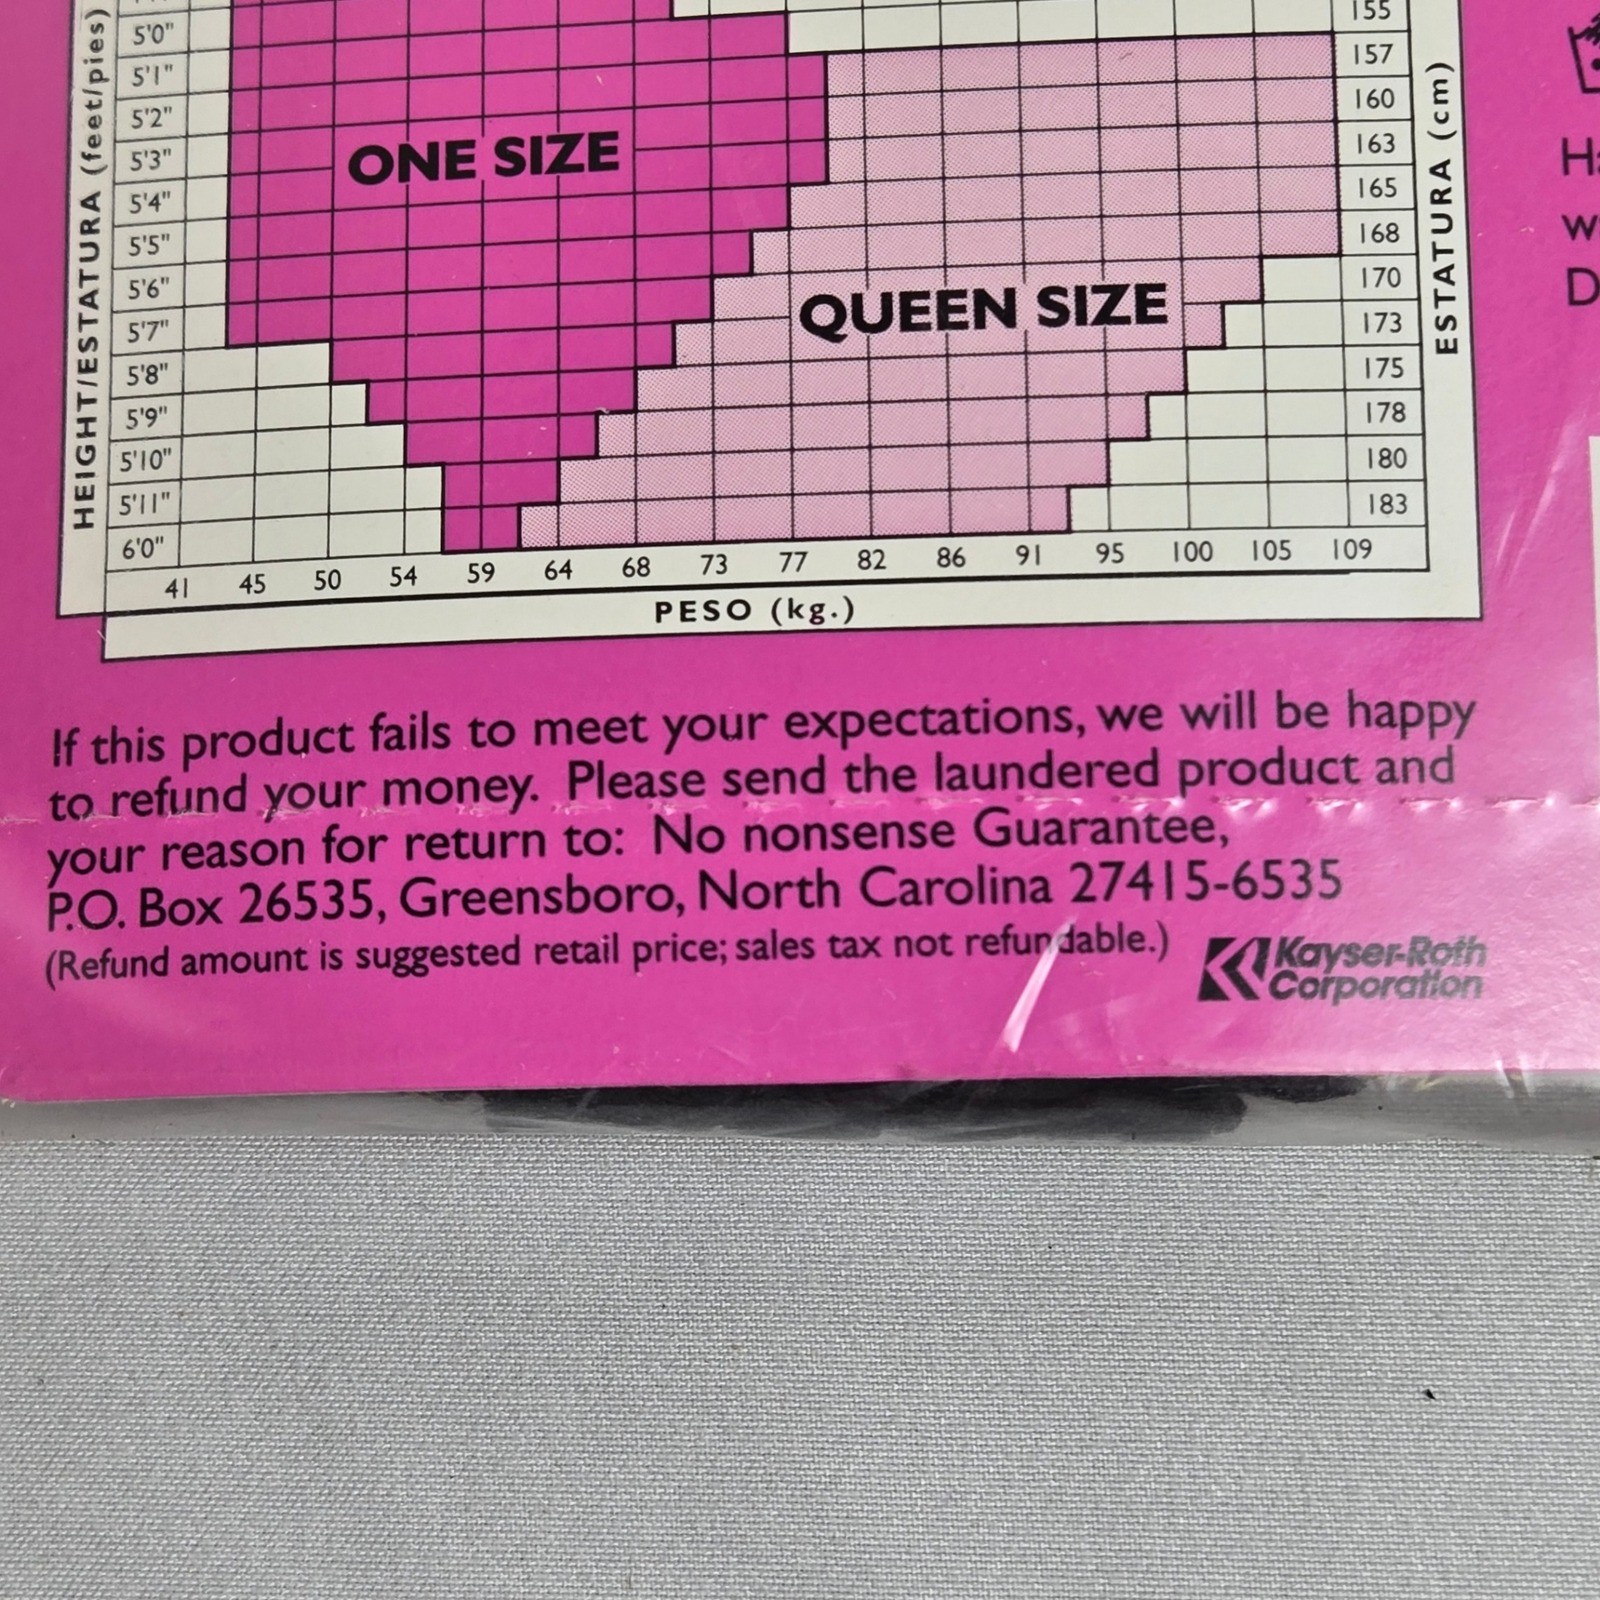 HEIGHT/ESTATURA (feet/pies)
5'0"
5'1"
5'2"
5'3"
5'4"
5'5"
5'6"
5'7"
5'8"
5'9"
5'10"
5'11"
6'0"
ONE SIZE
QUEEN SIZE
155
157
160
163
165
168
170
173
175
178
180
183
ESTATURA (cm)
41 45 50 54 59 64 68 73 77 82 86 91 95 100 105 109
PESO (kg.)
If this product fails to meet your expectations, we will be happy
to refund your money. Please send the laundered product and
your reason for return to: No nonsense Guarantee,
P.O. Box 26535, Greensboro, North Carolina 27415-6535
(Refund amount is suggested retail price; sales tax not refundable.)
Kayser-Roth
Corporation